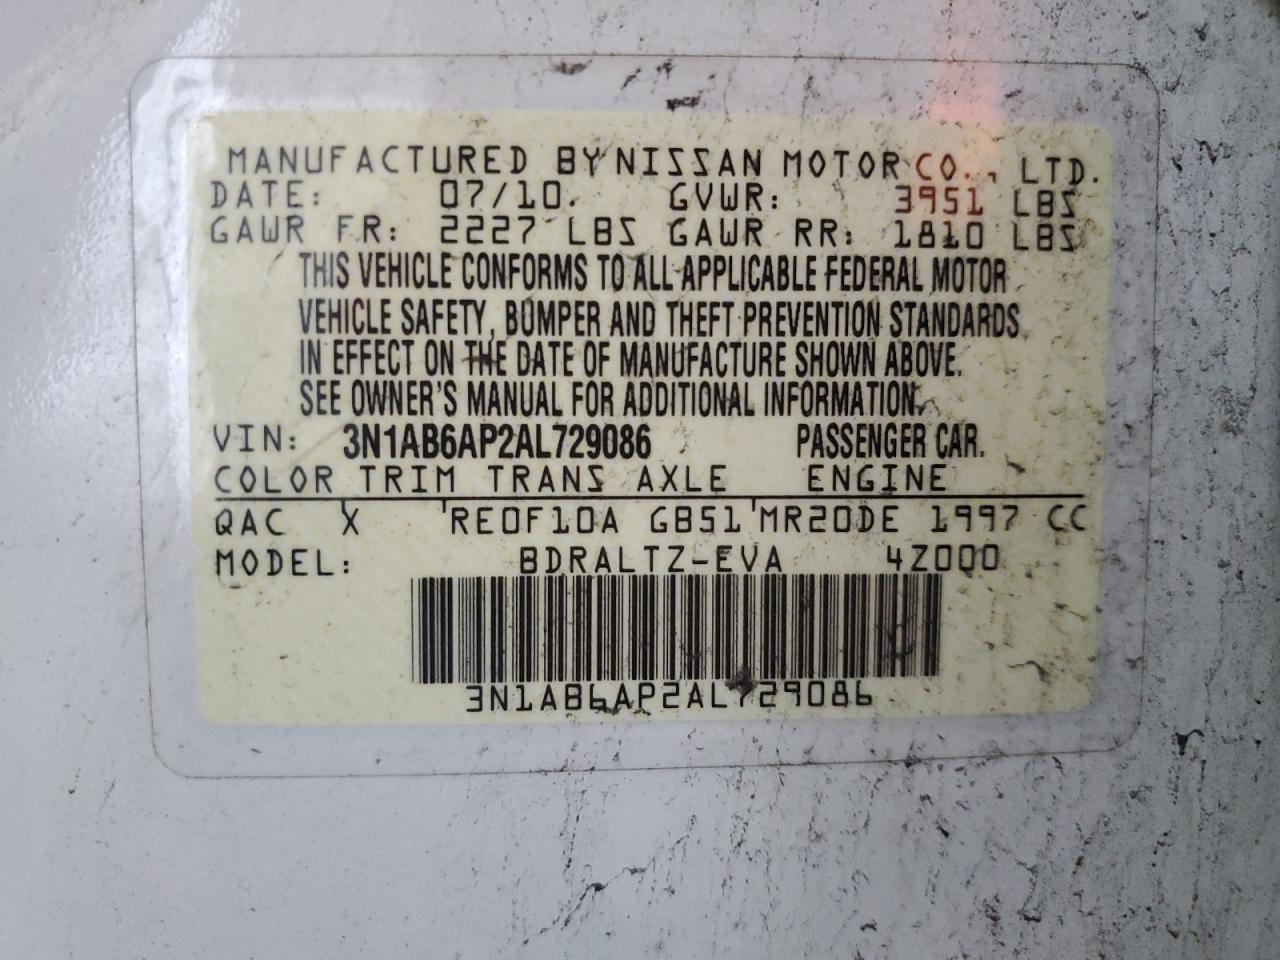 MANUFACTURED BY NISSAN MOTOR CO., LTD.
DATE: 07/10. GVWR: 3951 LBS
GAWR FR: 2227 LBS GAWR RR: 1810 LBS
THIS VEHICLE CONFORMS TO ALL APPLICABLE FEDERAL MOTOR
VEHICLE SAFETY, BUMPER AND THEFT PREVENTION STANDARDS
IN EFFECT ON THE DATE OF MANUFACTURE SHOWN ABOVE.
SEE OWNER'S MANUAL FOR ADDITIONAL INFORMATION.
VIN: 3N1AB6AP2AL729086 PASSENGER CAR.
COLOR TRIM TRANS AXLE ENGINE
QAC X RE0F10A GB51 MR20DE 1997 CC
MODEL: BDRALTZ-EVA 4Z000
3N1AB6AP2AL729086